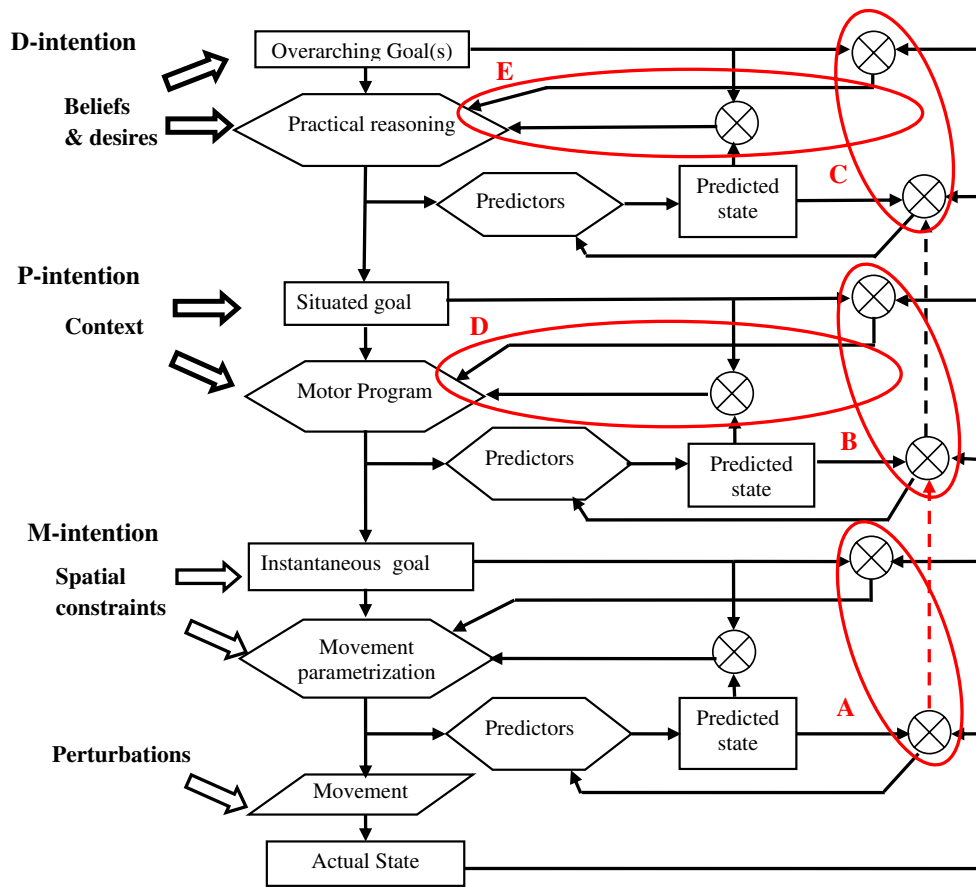 D-intention
Overarching Goal(s)
E
Beliefs
& desires
Practical reasoning
C
Predictors
Predicted
state
P-intention
Situated goal
Context
D
Motor Program
B
Predictors
Predicted
state
M-intention
Instantaneous goal
Spatial
constraints
Movement
parametrization
A
Predictors
Predicted
state
Perturbations
Movement
Actual State